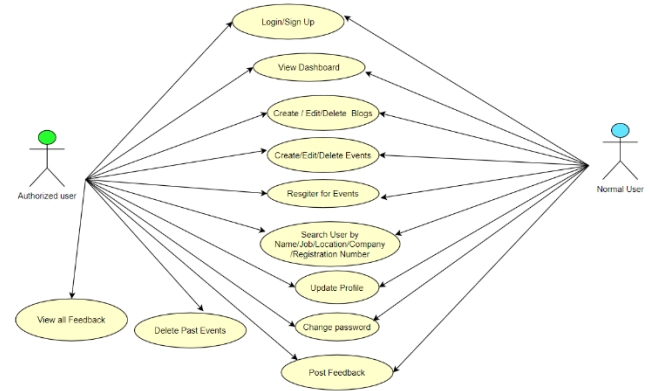 Login/Sign Up
View Dashboard
Create / Edit/Delete Blogs
Create/Edit/Delete Events
Resgiter for Events
Authorized user
Normal User
Search User by
Name/Job/Location/Company
/Registration Number
Update Profile
View all Feedback
Delete Past Events
Change password
Post Feedback